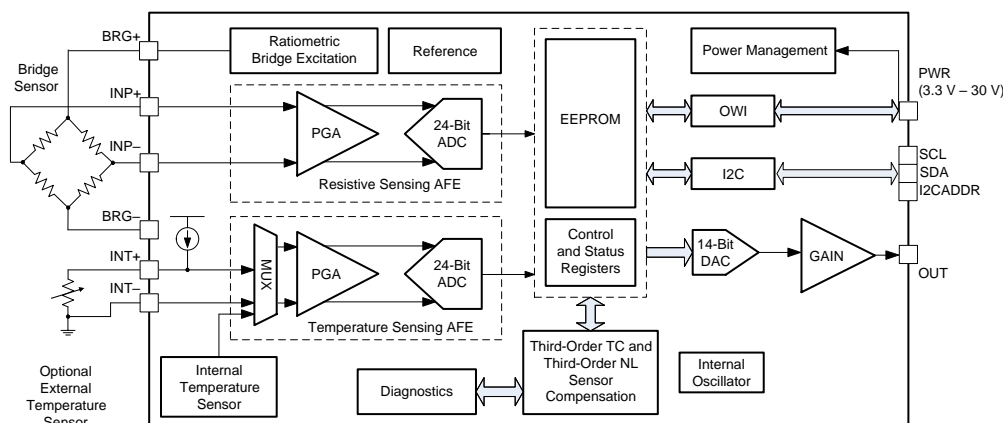 BRG+
Bridge
Sensor
INP+
INP–
BRG–
INT+
INT–
Optional
External
Temperature
Sensor
Ratiometric
Bridge Excitation
Reference
PGA
24-Bit
ADC
Resistive Sensing AFE
MUX
PGA
24-Bit
ADC
Temperature Sensing AFE
Internal
Temperature
Sensor
EEPROM
Control
and Status
Registers
Power Management
OWI
I2C
14-Bit
DAC
GAIN
PWR
(3.3 V – 30 V)
SCL
SDA
I2CADDR
OUT
Diagnostics
Third-Order TC and
Third-Order NL
Sensor
Compensation
Internal
Oscillator